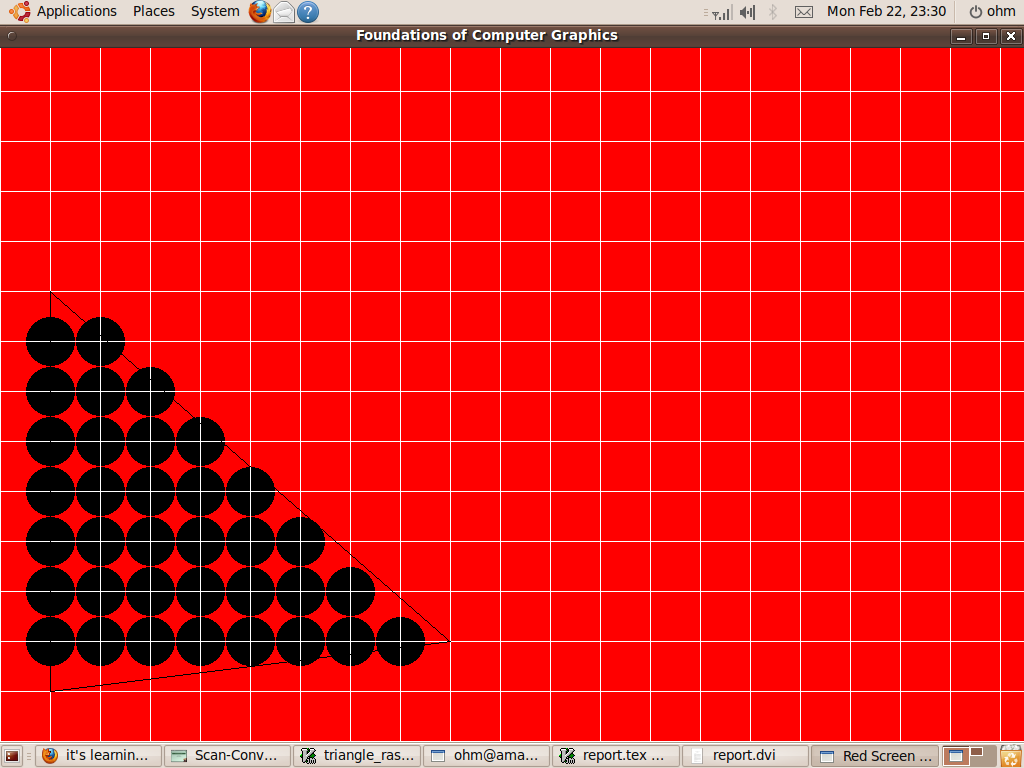 Applications Places System Mon Feb 22, 23:30 ohm
Foundations of Computer Graphics
it's learnin... Scan-Conv... triangle_ras... ohm@ama... report.tex ... report.dvi Red Screen ...